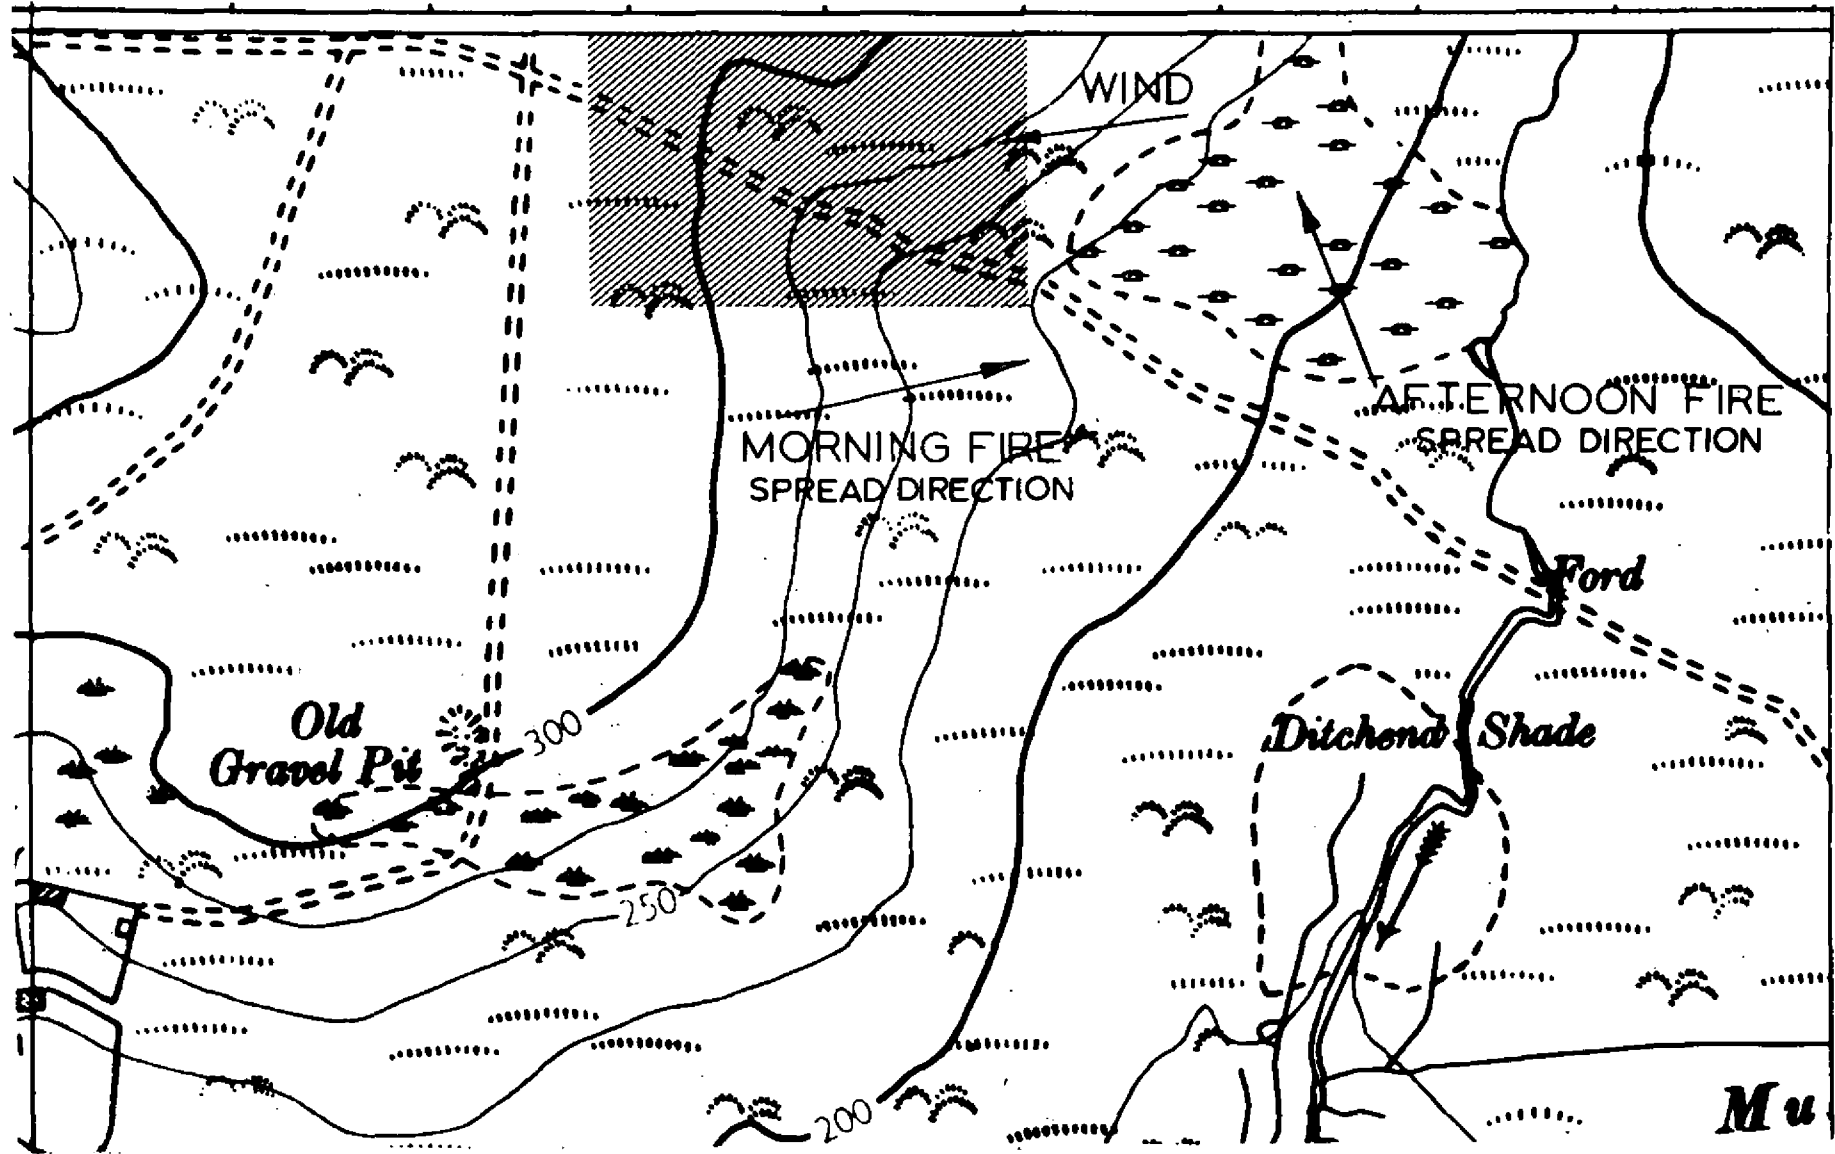 WIND
AFTERNOON FIRE
SPREAD DIRECTION
MORNING FIRE
SPREAD DIRECTION
Ford
Old
Gravel Pit
300
Ditchend Shade
250
200
Mu